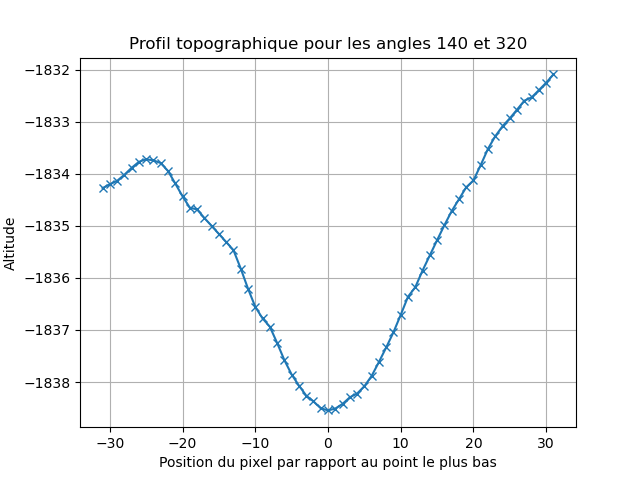 Profil topographique pour les angles 140 et 320
−1832
−1833
−1834
−1835
−1836
−1837
−1838
Altitude
−30 −20 −10 0 10 20 30
Position du pixel par rapport au point le plus bas